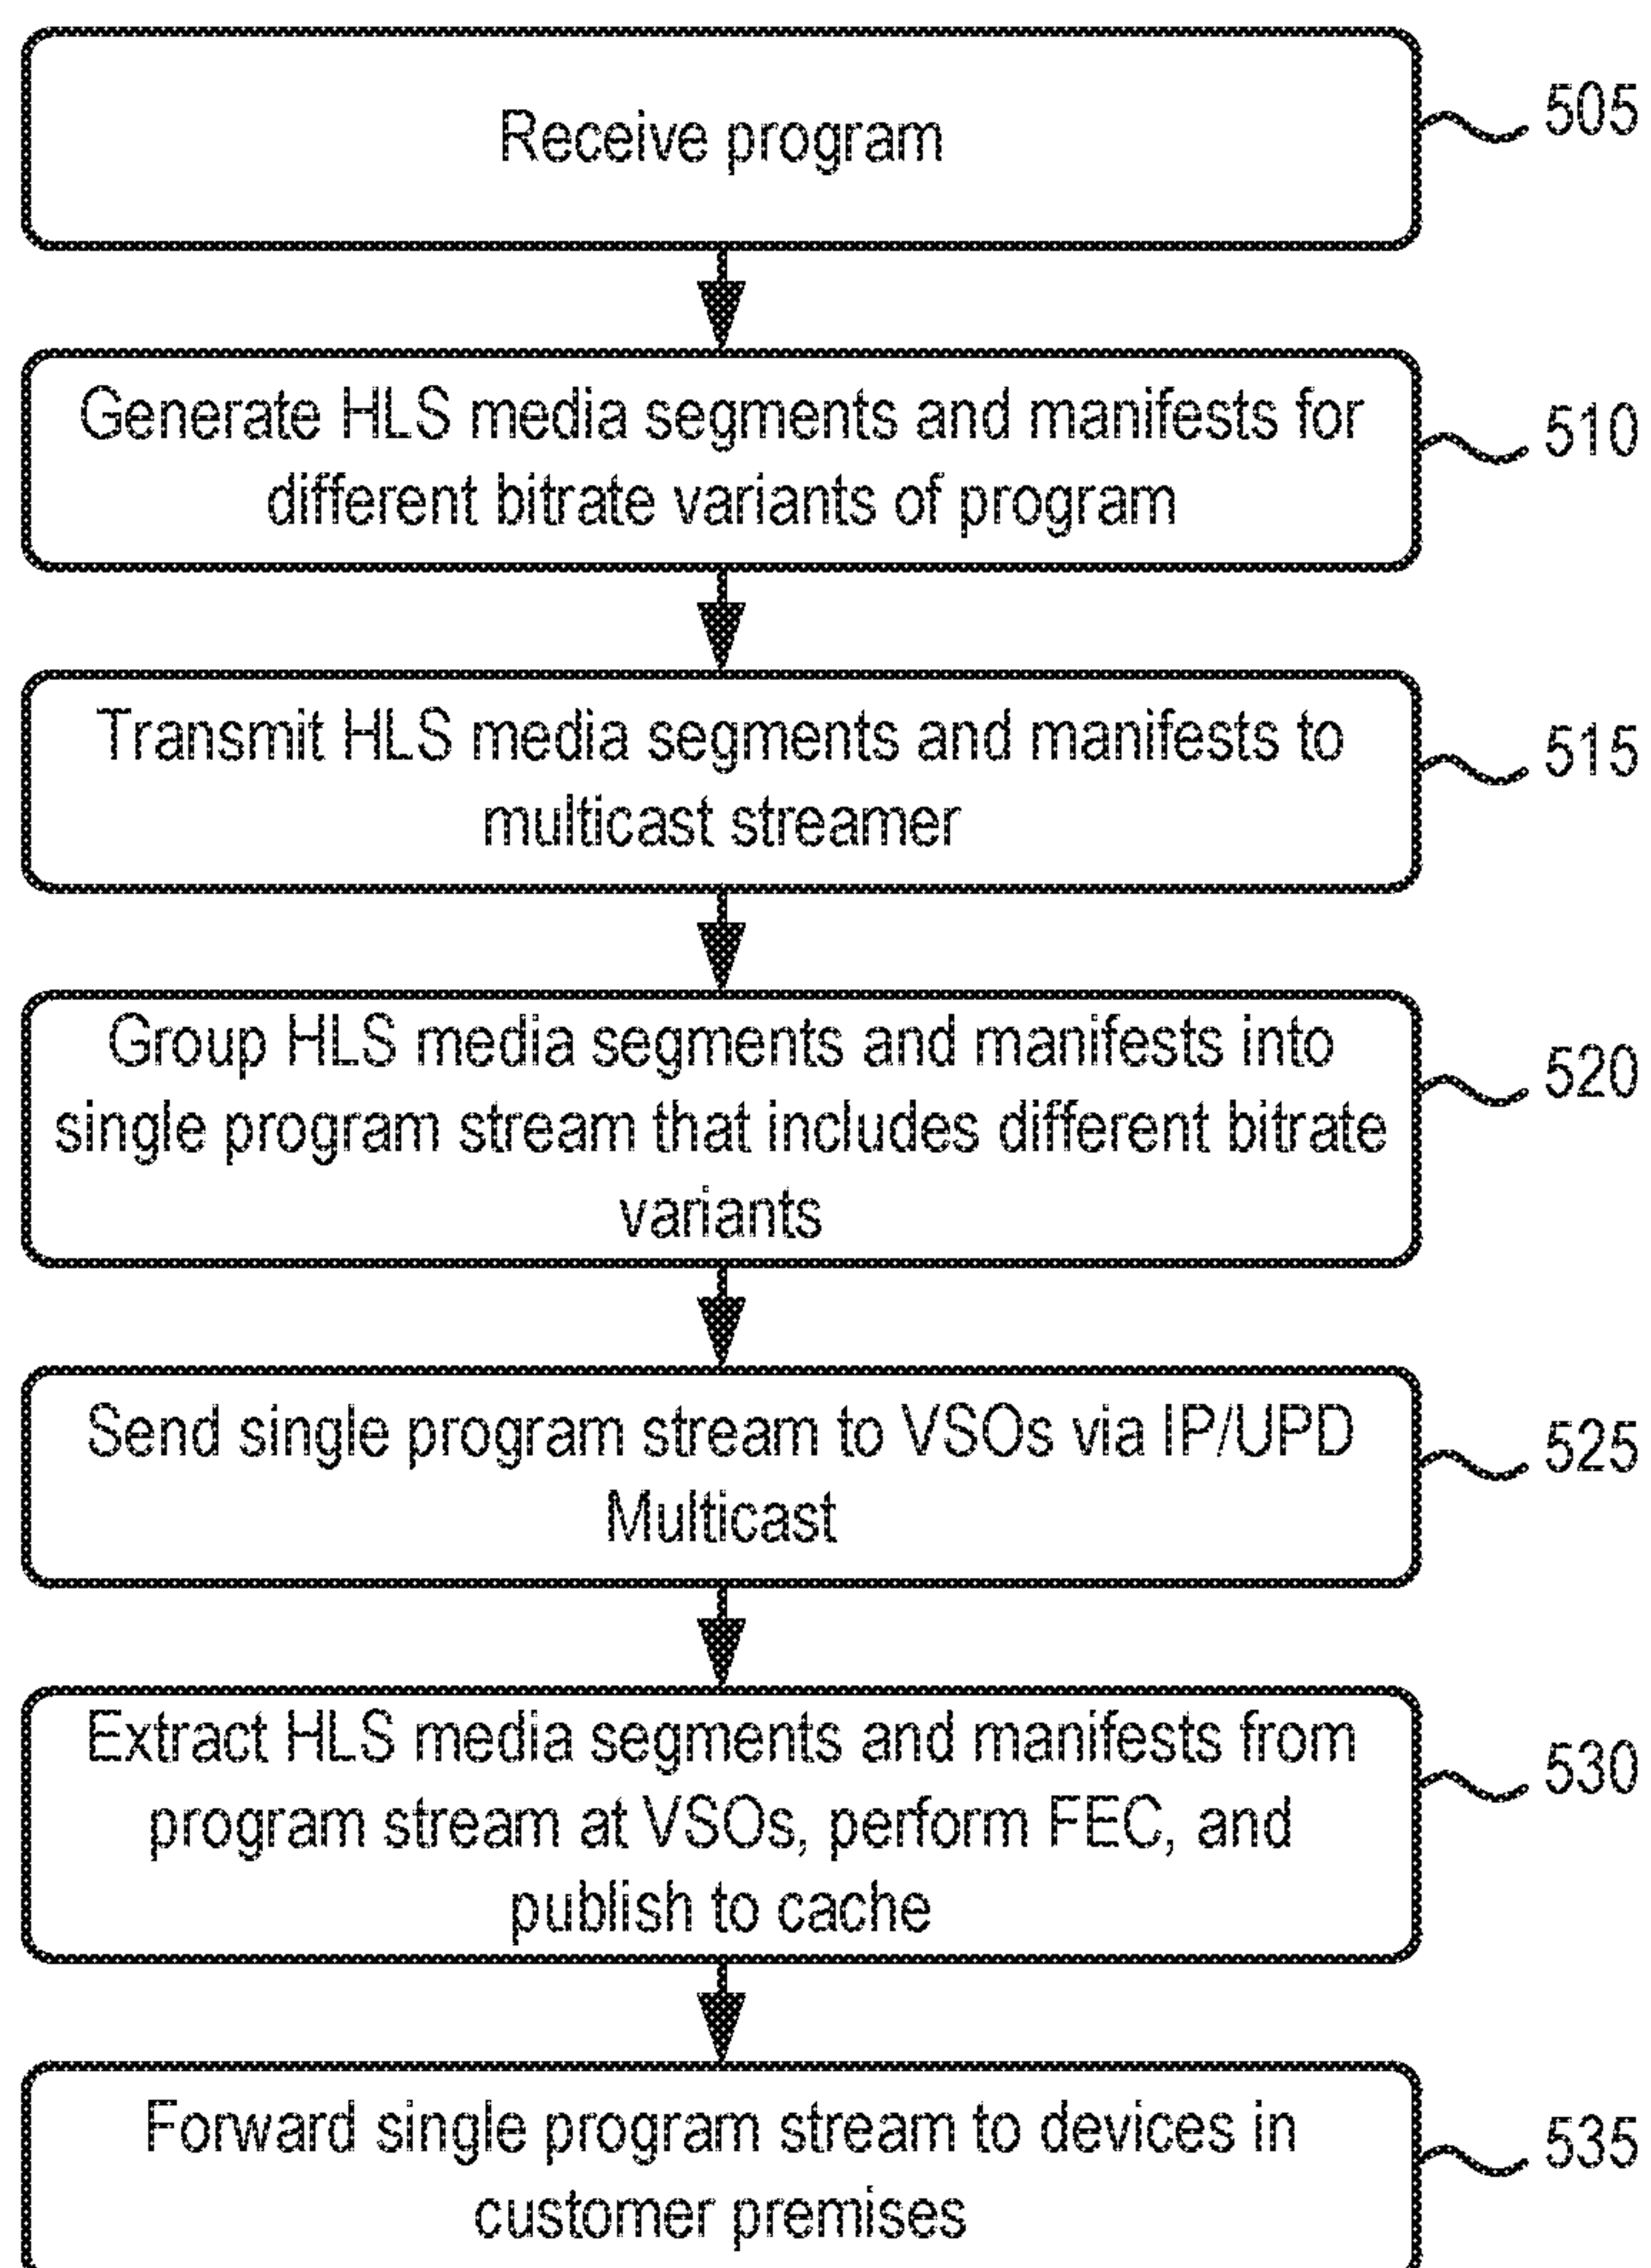 Receive program
505
Generate HLS media segments and manifests for
different bitrate variants of program
510
Transmit HLS media segments and manifests to
multicast streamer
515
Group HLS media segments and manifests into
single program stream that includes different bitrate
variants
520
Send single program stream to VSOs via IP/UPD
Multicast
525
Extract HLS media segments and manifests from
program stream at VSOs, perform FEC, and
publish to cache
530
Forward single program stream to devices in
customer premises
535